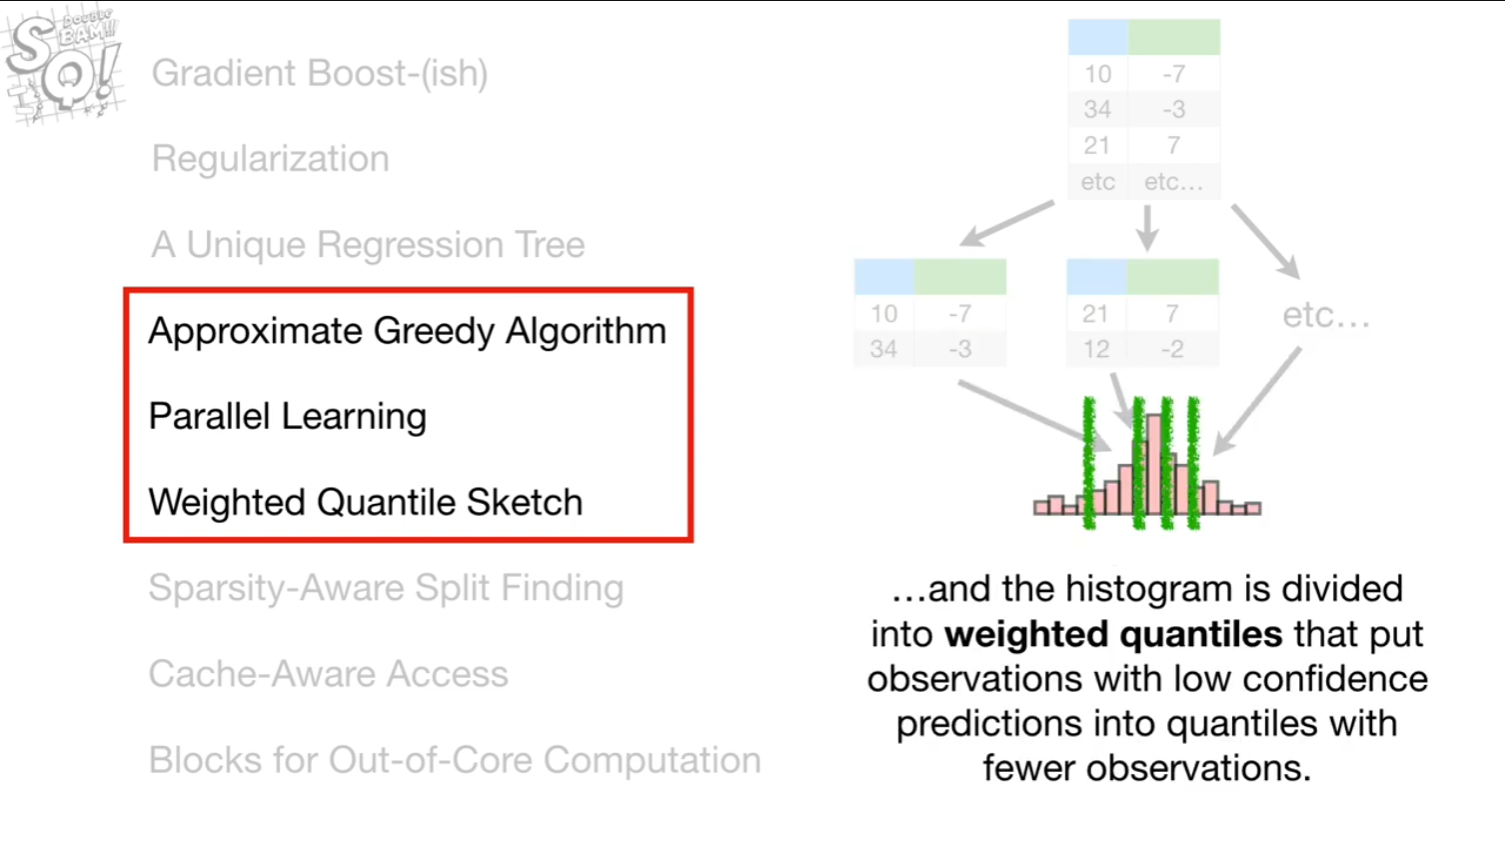 DOUBLE
BAM!!!
SQ!
Gradient Boost-(ish)
Regularization
A Unique Regression Tree
Approximate Greedy Algorithm
Parallel Learning
Weighted Quantile Sketch
Sparsity-Aware Split Finding
Cache-Aware Access
Blocks for Out-of-Core Computation
10 -7
34 -3
21 7
etc etc...
10 -7
34 -3
21 7
12 -2
etc...
...and the histogram is divided
into weighted quantiles that put
observations with low confidence
predictions into quantiles with
fewer observations.